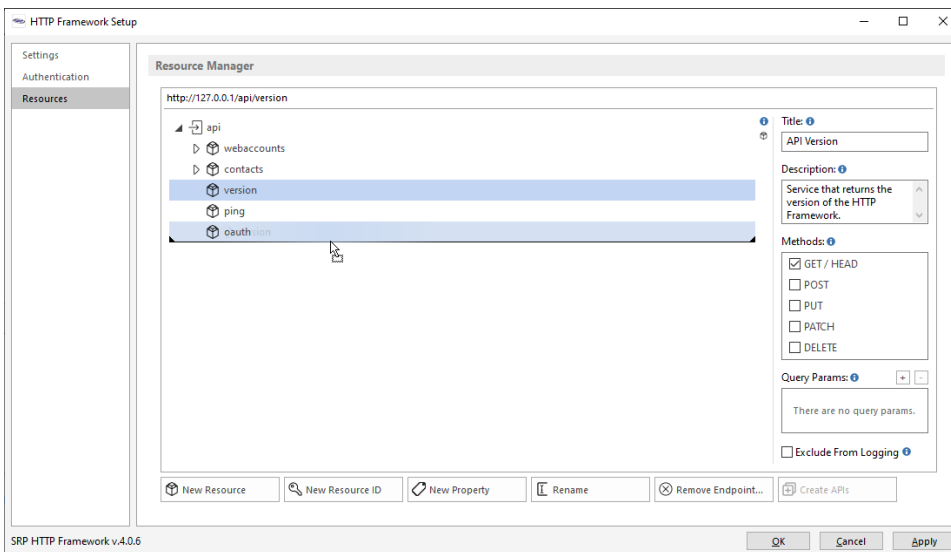 HTTP Framework Setup
Settings
Authentication
Resources
Resource Manager
http://127.0.0.1/api/version
api
webaccounts
contacts
version
ping
oauth
Title:
API Version
Description:
Service that returns the
version of the HTTP
Framework.
Methods:
GET / HEAD
POST
PUT
PATCH
DELETE
Query Params:
+ -
There are no query params.
Exclude From Logging
New Resource
New Resource ID
New Property
Rename
Remove Endpoint...
Create APIs
SRP HTTP Framework v.4.0.6
OK
Cancel
Apply